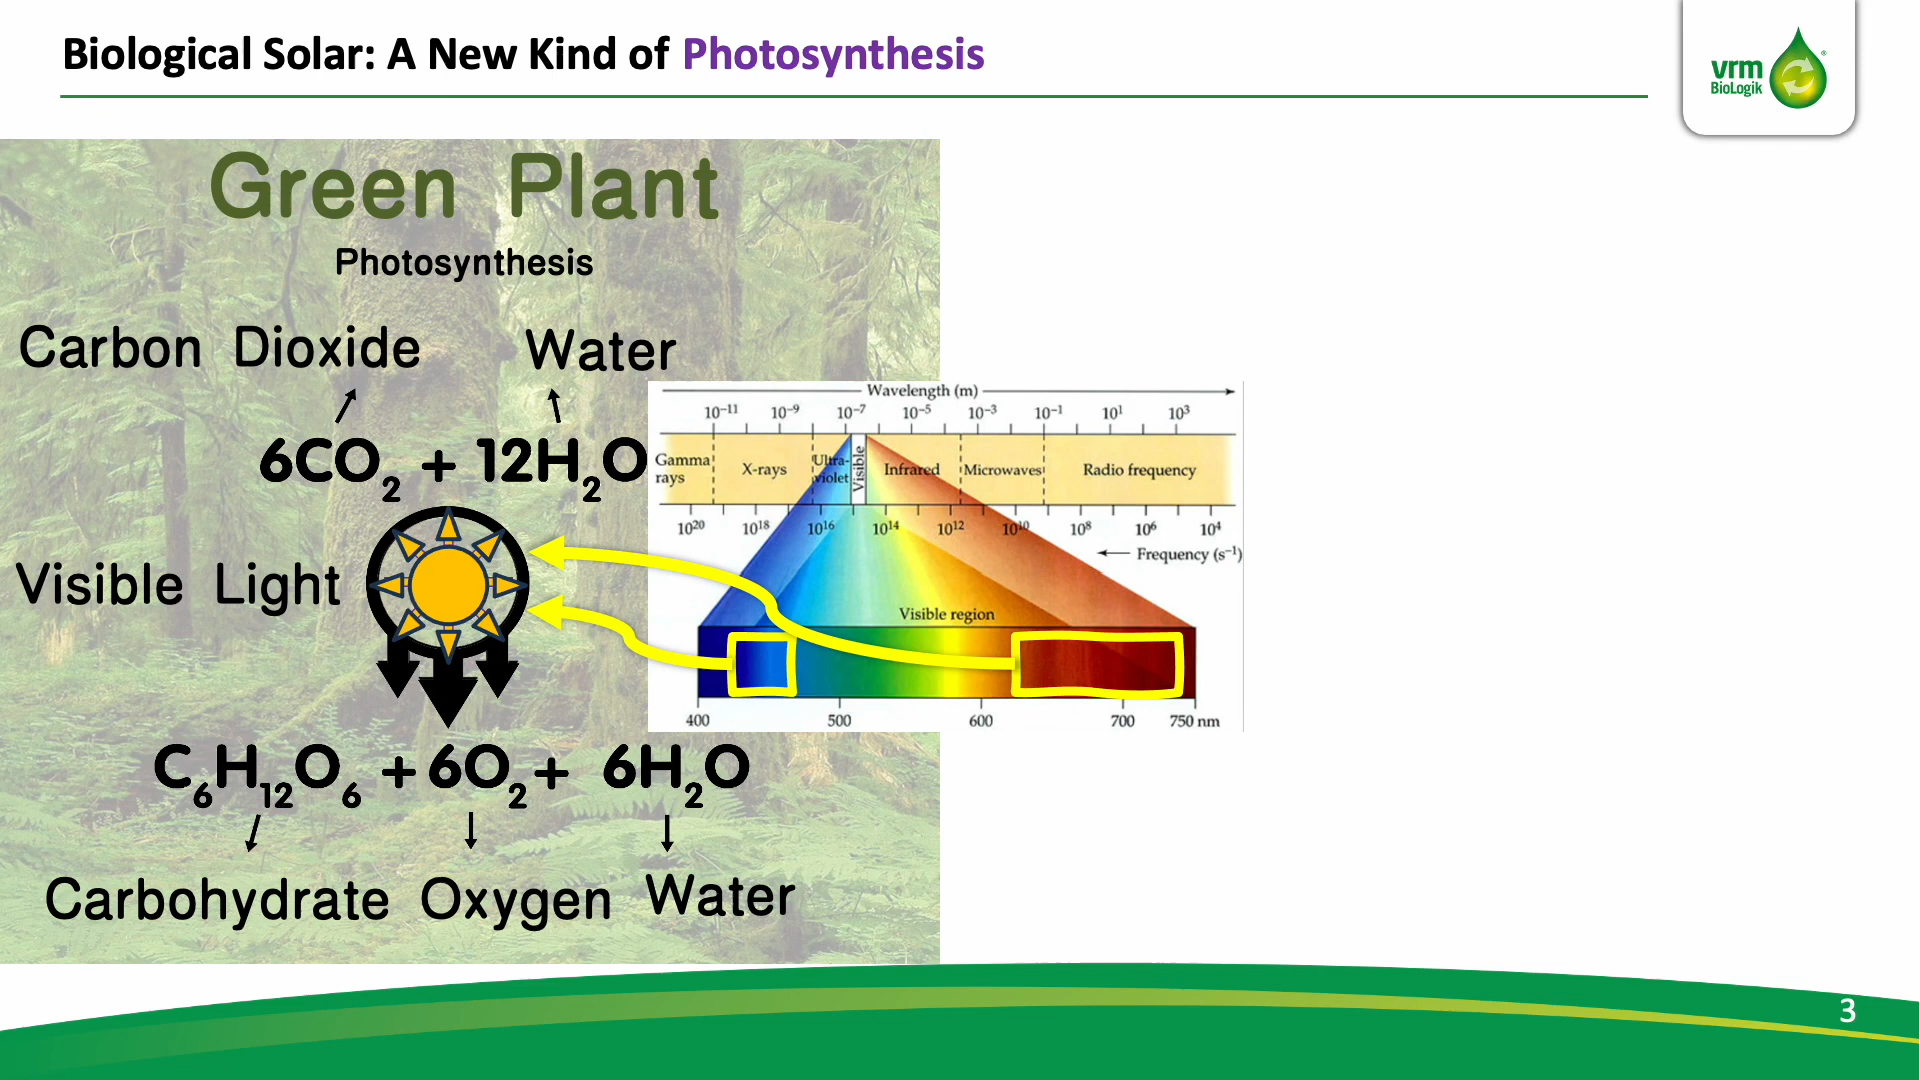 Biological Solar: A New Kind of Photosynthesis
vrm
BioLogik
®
Green Plant
Photosynthesis
Carbon Dioxide Water
6CO₂ + 12H₂O
Visible Light
Wavelength (m)
10⁻¹¹ 10⁻⁹ 10⁻⁷ 10⁻⁵ 10⁻³ 10⁻¹ 10¹ 10³
Gamma rays X-rays Ultra-violet Visible Infrared Microwaves Radio frequency
10²⁰ 10¹⁸ 10¹⁶ 10¹⁴ 10¹² 10¹⁰ 10⁸ 10⁶ 10⁴
Frequency (s⁻¹)
Visible region
400 500 600 700 750 nm
C₆H₁₂O₆ + 6O₂ + 6H₂O
Carbohydrate Oxygen Water
3